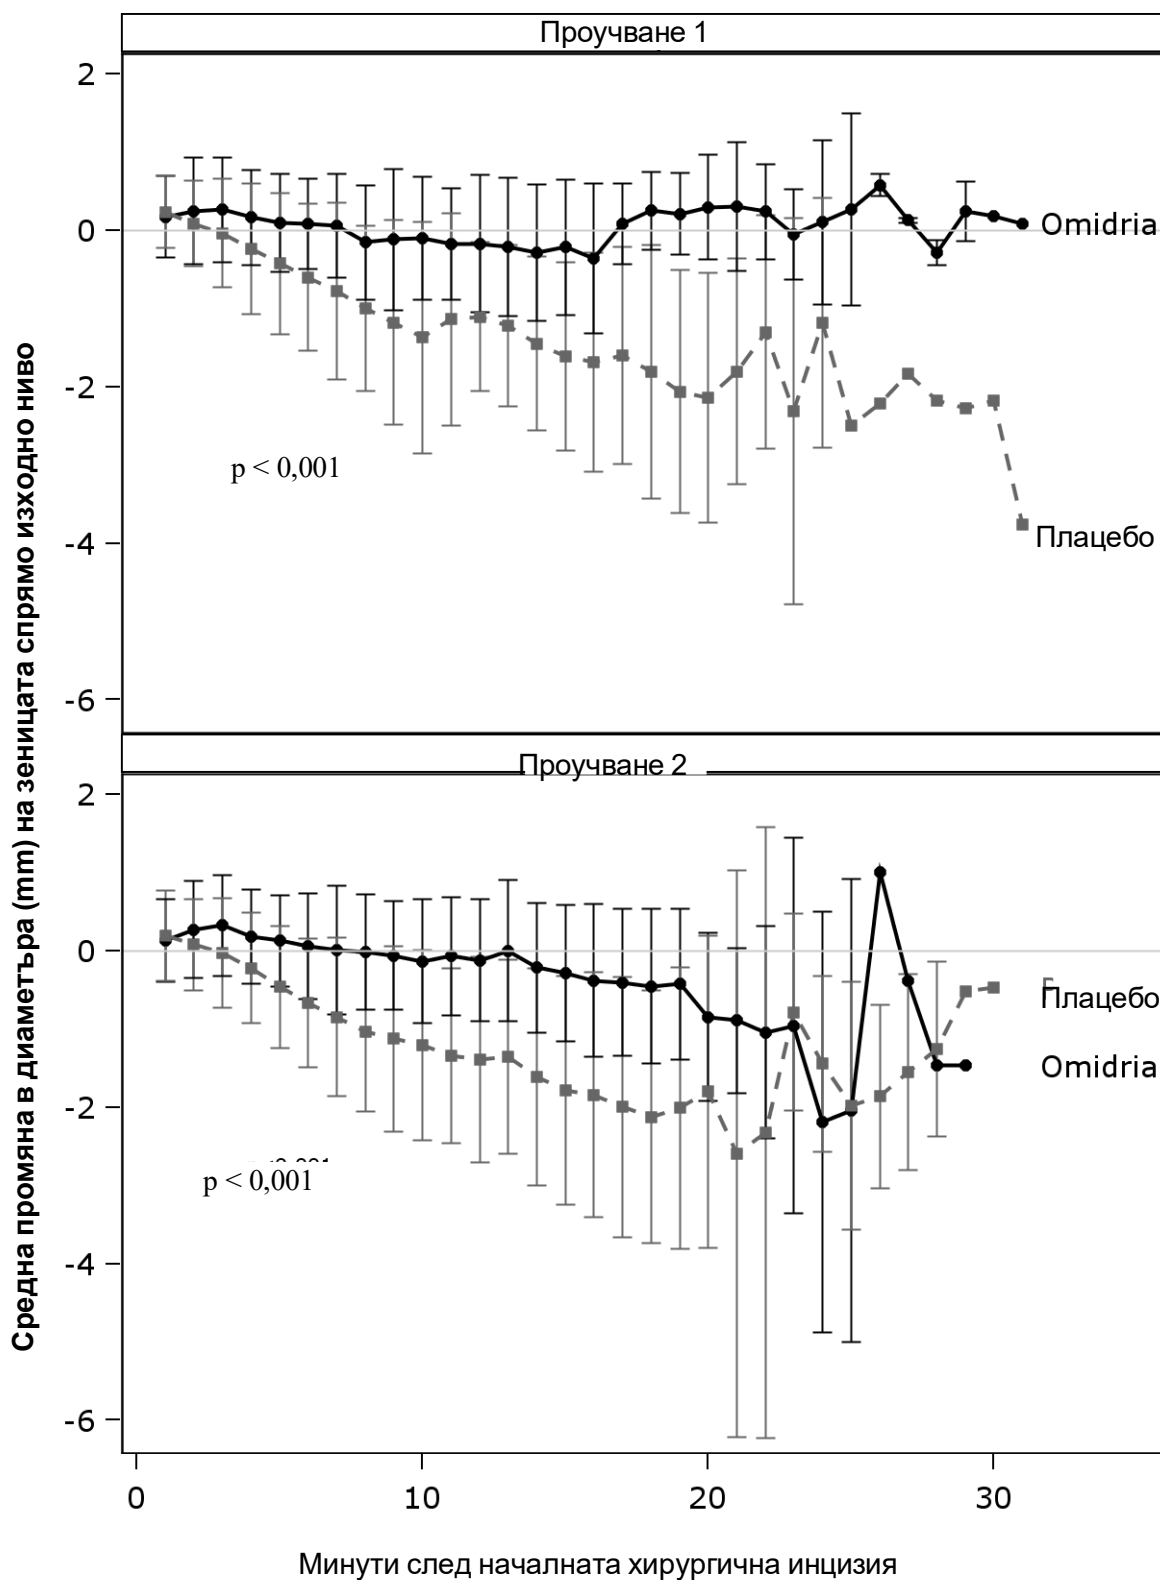 Проучване 1
2
0
-2
-4
-6
Omidria
Плацебо
p < 0,001
Средна промяна в диаметъра (mm) на зеницата спрямо изходно ниво
Проучване 2
2
0
-2
-4
-6
Плацебо
Omidria
p < 0,001
0 10 20 30
Минути след началната хирургична инцизия